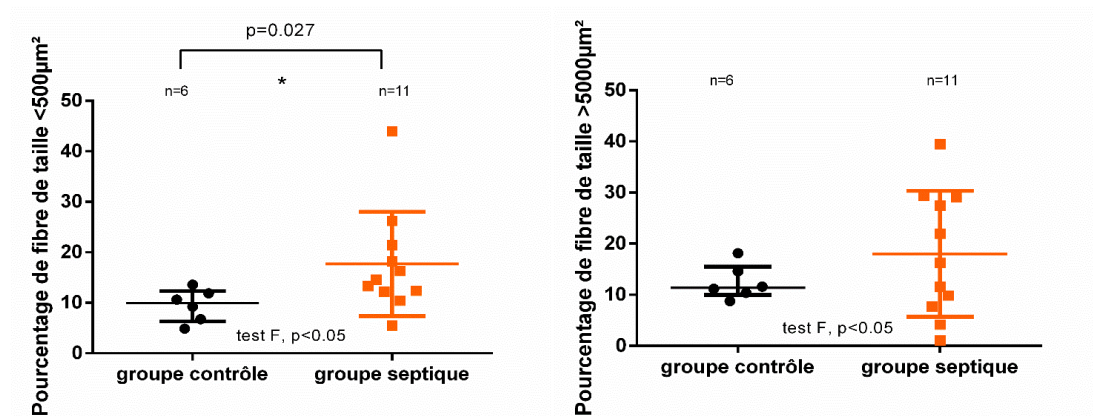 p=0.027
*
n=6
n=11
Pourcentage de fibre de taille <500µm²
50
40
30
20
10
0
test F, p<0.05
groupe contrôle
groupe septique
n=6
n=11
Pourcentage de fibre de taille >5000µm²
50
40
30
20
10
0
test F, p<0.05
groupe contrôle
groupe septique